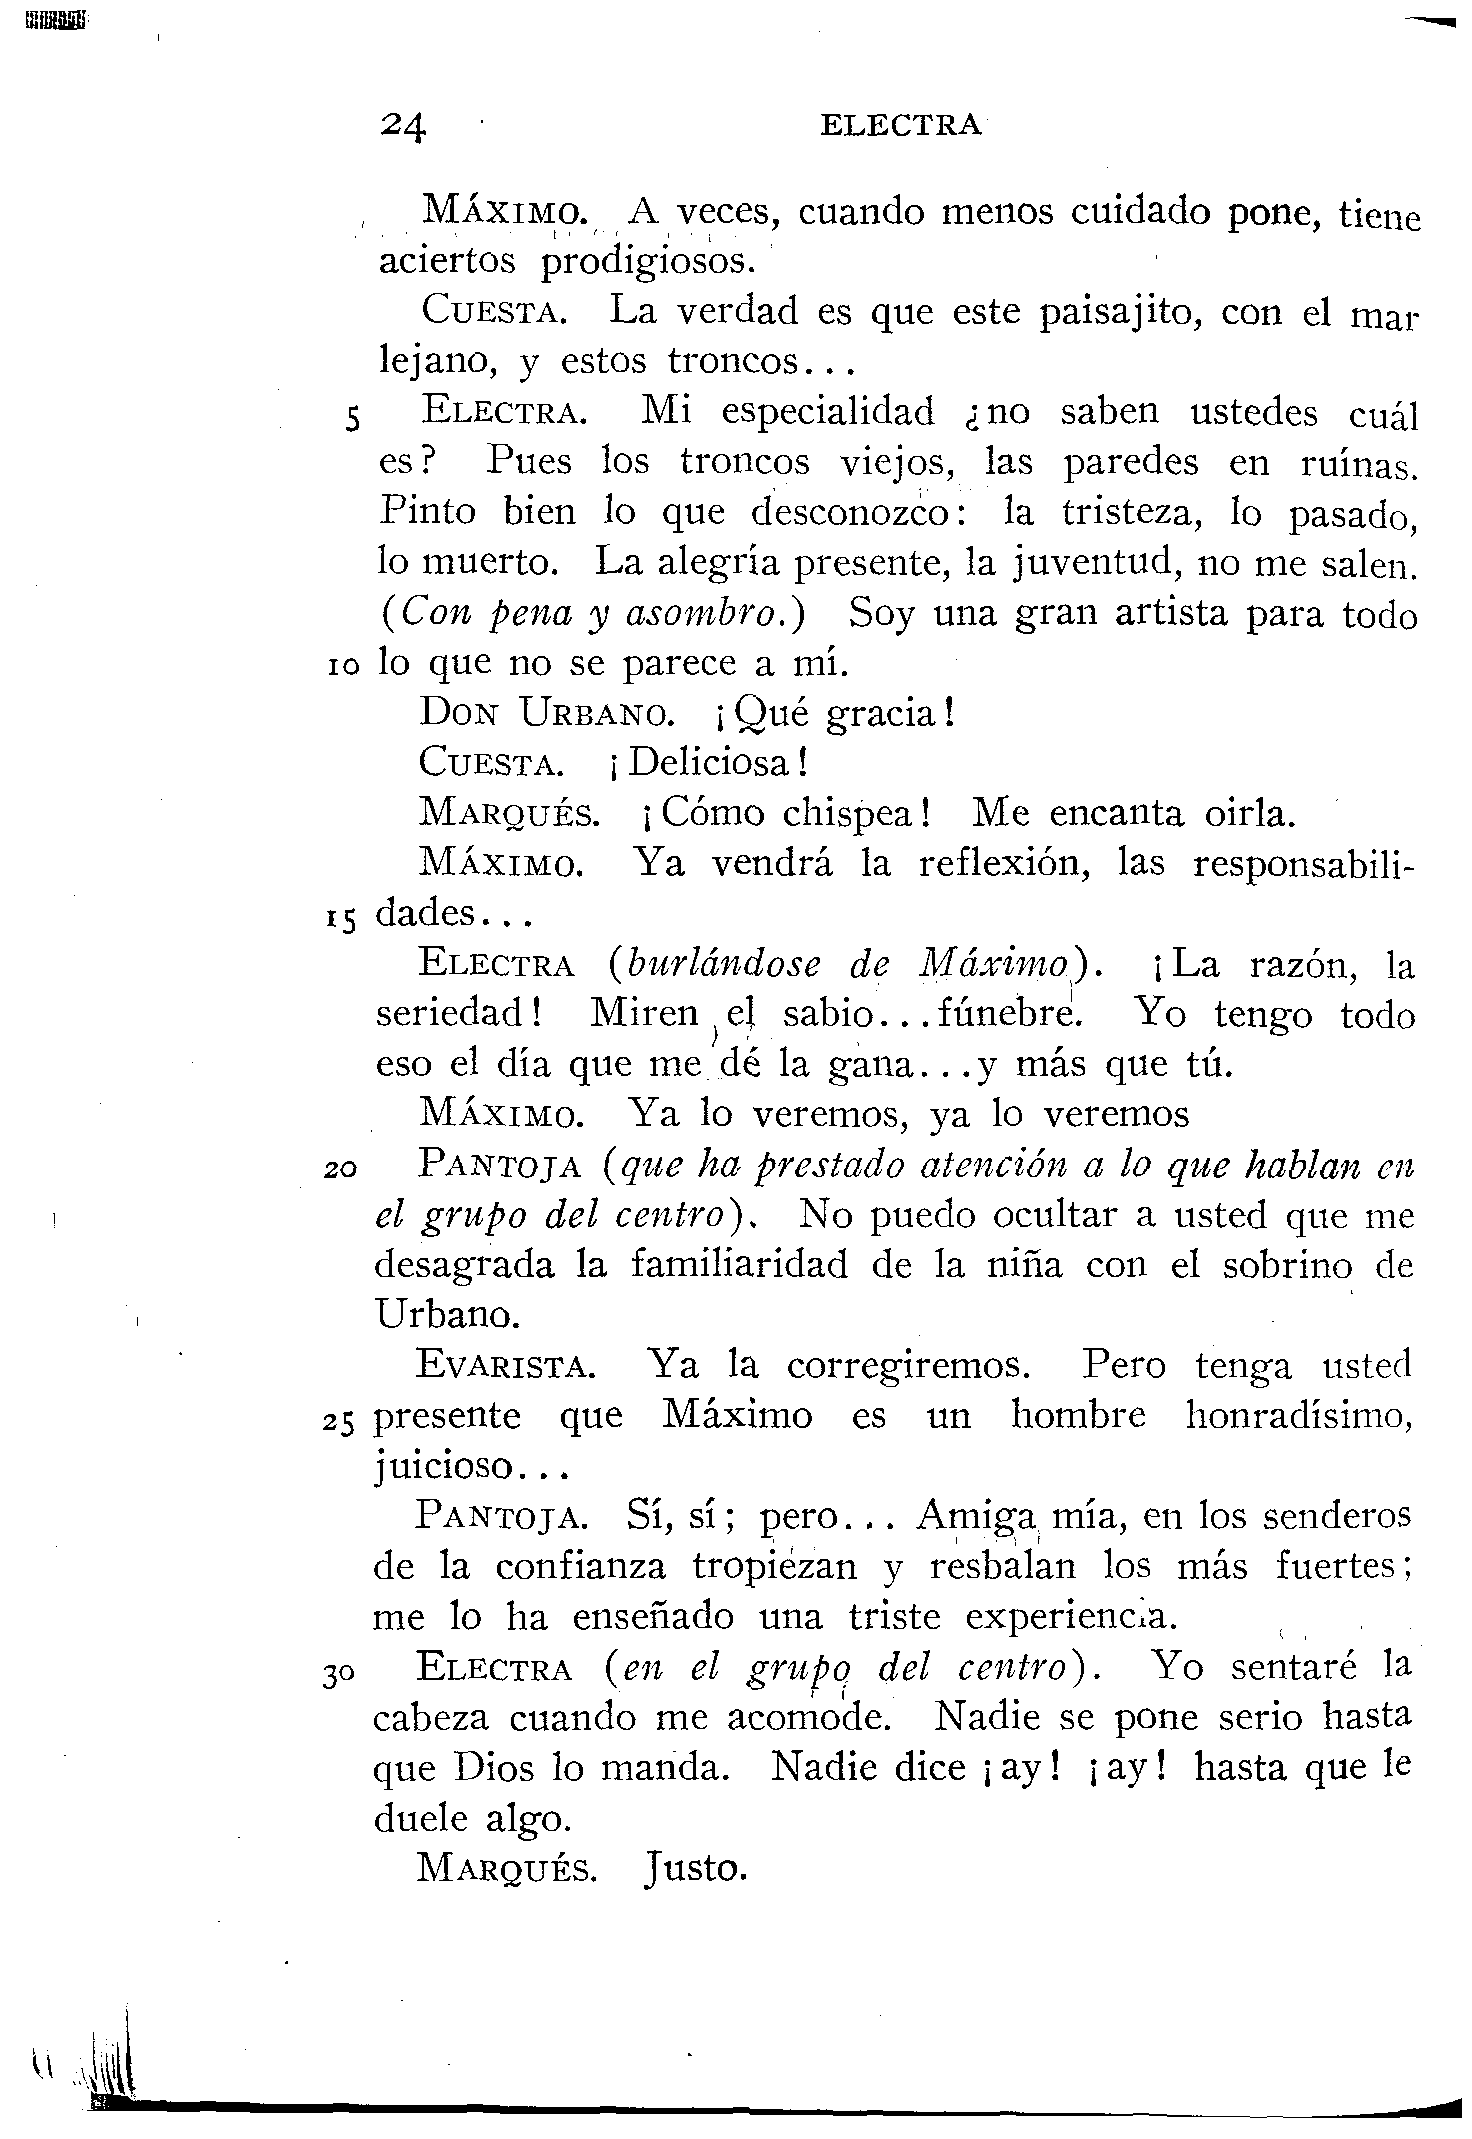 24 ELECTRA
MÁXIMO. A veces, cuando menos cuidado pone, tiene
aciertos prodigiosos.
CUESTA. La verdad es que este paisajito, con el mar
lejano, y estos troncos...
5 ELECTRA. Mi especialidad ¿no saben ustedes cuál
es? Pues los troncos viejos, las paredes en ruínas.
Pinto bien lo que desconozco: la tristeza, lo pasado,
lo muerto. La alegría presente, la juventud, no me salen.
(Con pena y asombro.) Soy una gran artista para todo
10 lo que no se parece a mí.
DON URBANO. ¡Qué gracia!
CUESTA. ¡Deliciosa!
MARQUÉS. ¡Cómo chispea! Me encanta oirla.
MÁXIMO. Ya vendrá la reflexión, las responsabili-
15 dades...
ELECTRA (burlándose de Máximo). ¡La razón, la
seriedad! Miren el sabio...fúnebre. Yo tengo todo
eso el día que me dé la gana...y más que tú.
MÁXIMO. Ya lo veremos, ya lo veremos
20 PANTOJA (que ha prestado atención a lo que hablan en
el grupo del centro). No puedo ocultar a usted que me
desagrada la familiaridad de la niña con el sobrino de
Urbano.
EVARISTA. Ya la corregiremos. Pero tenga usted
25 presente que Máximo es un hombre honradísimo,
juicioso...
PANTOJA. Sí, sí; pero... Amiga mía, en los senderos
de la confianza tropiezan y resbalan los más fuertes;
me lo ha enseñado una triste experiencia.
30 ELECTRA (en el grupo del centro). Yo sentaré la
cabeza cuando me acomode. Nadie se pone serio hasta
que Dios lo manda. Nadie dice ¡ay! ¡ay! hasta que le
duele algo.
MARQUÉS. Justo.